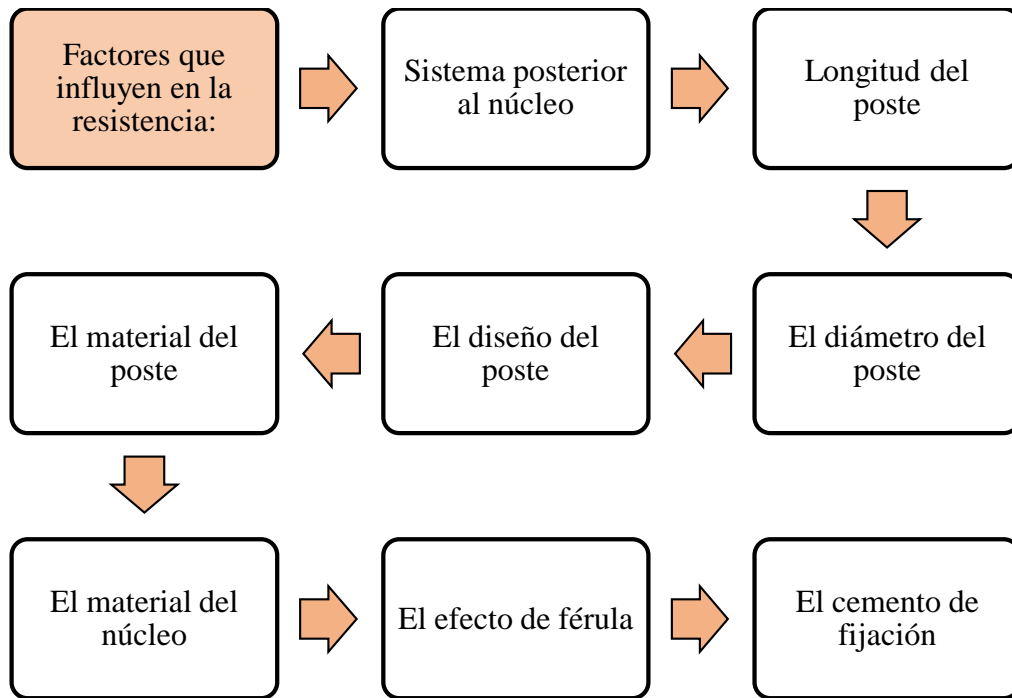 Factores que
influyen en la
resistencia:
Sistema posterior
al núcleo
Longitud del
poste
El diámetro del
poste
El diseño del
poste
El material del
poste
El material del
núcleo
El efecto de férula
El cemento de
fijación